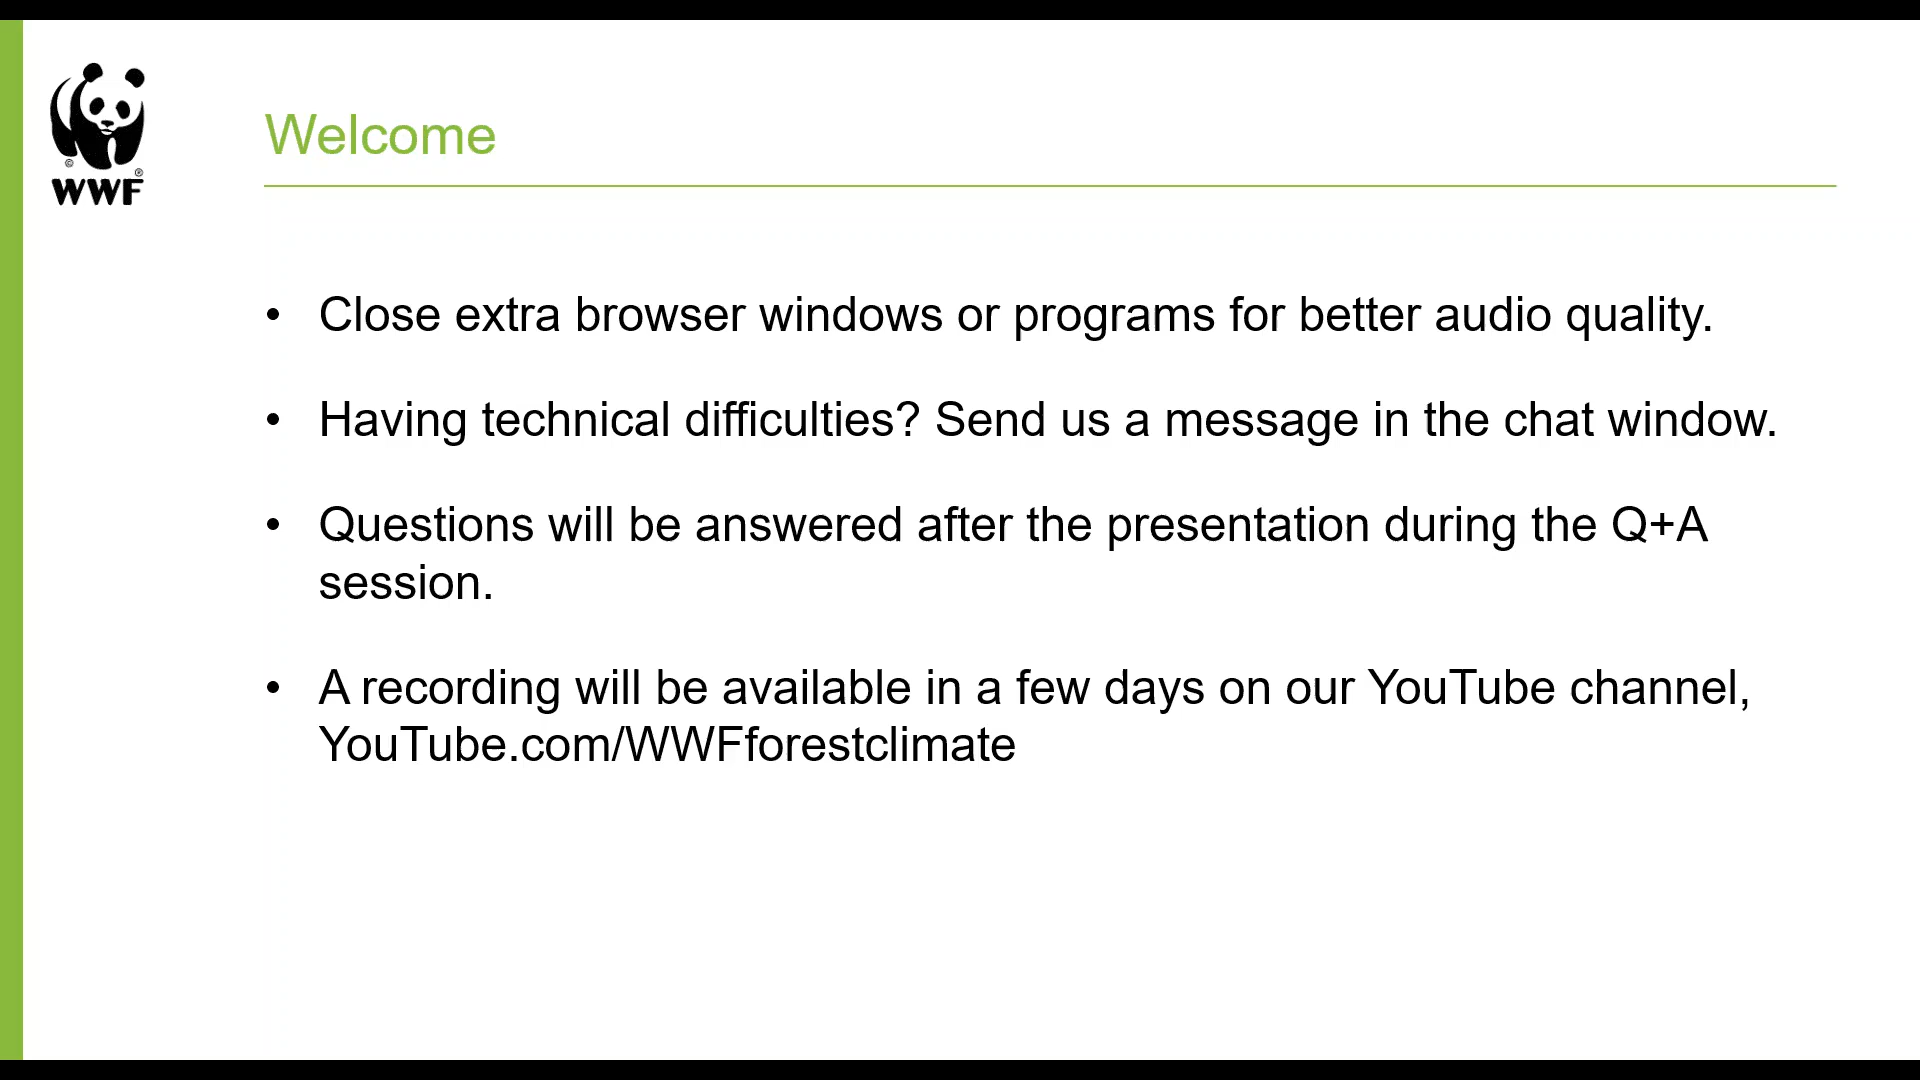 ©
®
WWF
Welcome
• Close extra browser windows or programs for better audio quality.
• Having technical difficulties? Send us a message in the chat window.
• Questions will be answered after the presentation during the Q+A
session.
• A recording will be available in a few days on our YouTube channel,
YouTube.com/WWFforestclimate